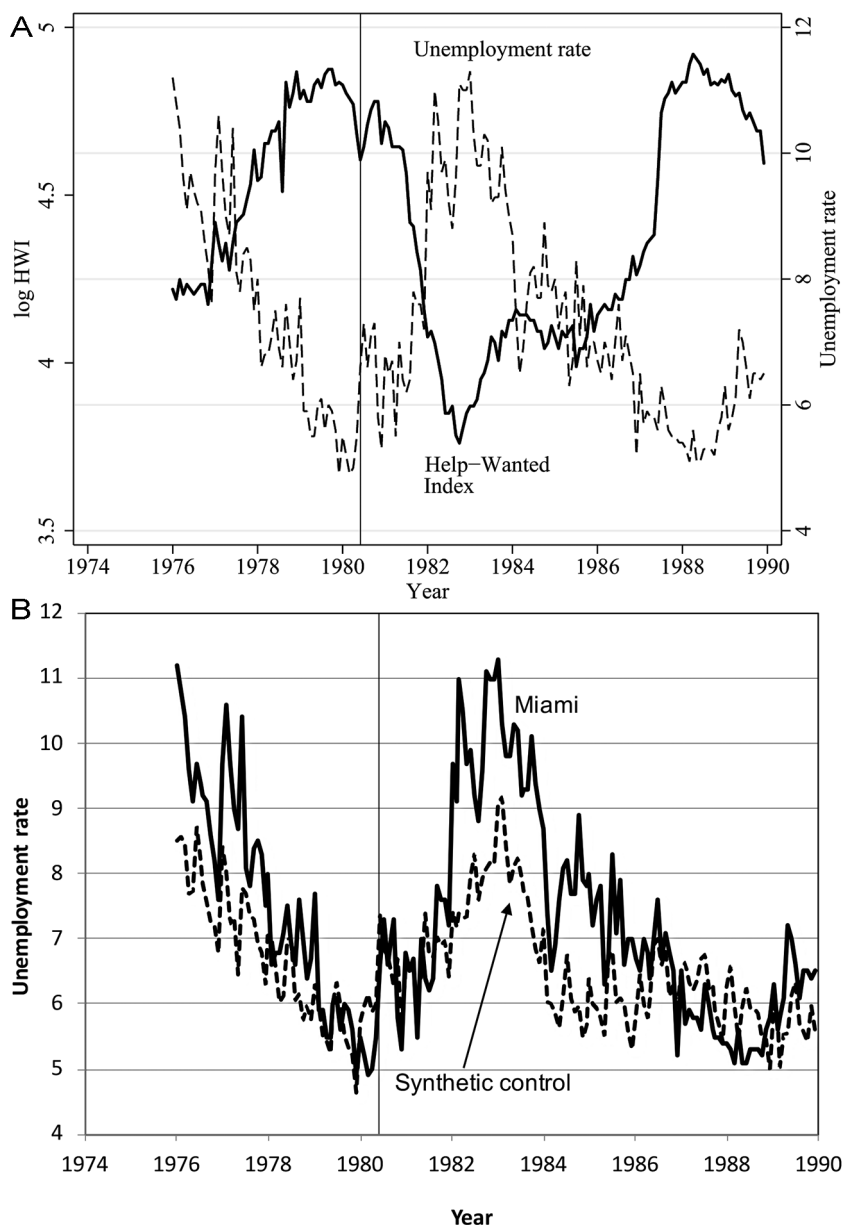 A
5
4.5
4
3.5
log HWI
12
10
8
6
4
Unemployment rate
Unemployment rate
Help−Wanted
Index
1974 1976 1978 1980 1982 1984 1986 1988 1990
Year
B
12
11
10
9
8
7
6
5
4
Unemployment rate
Miami
Synthetic control
1974 1976 1978 1980 1982 1984 1986 1988 1990
Year